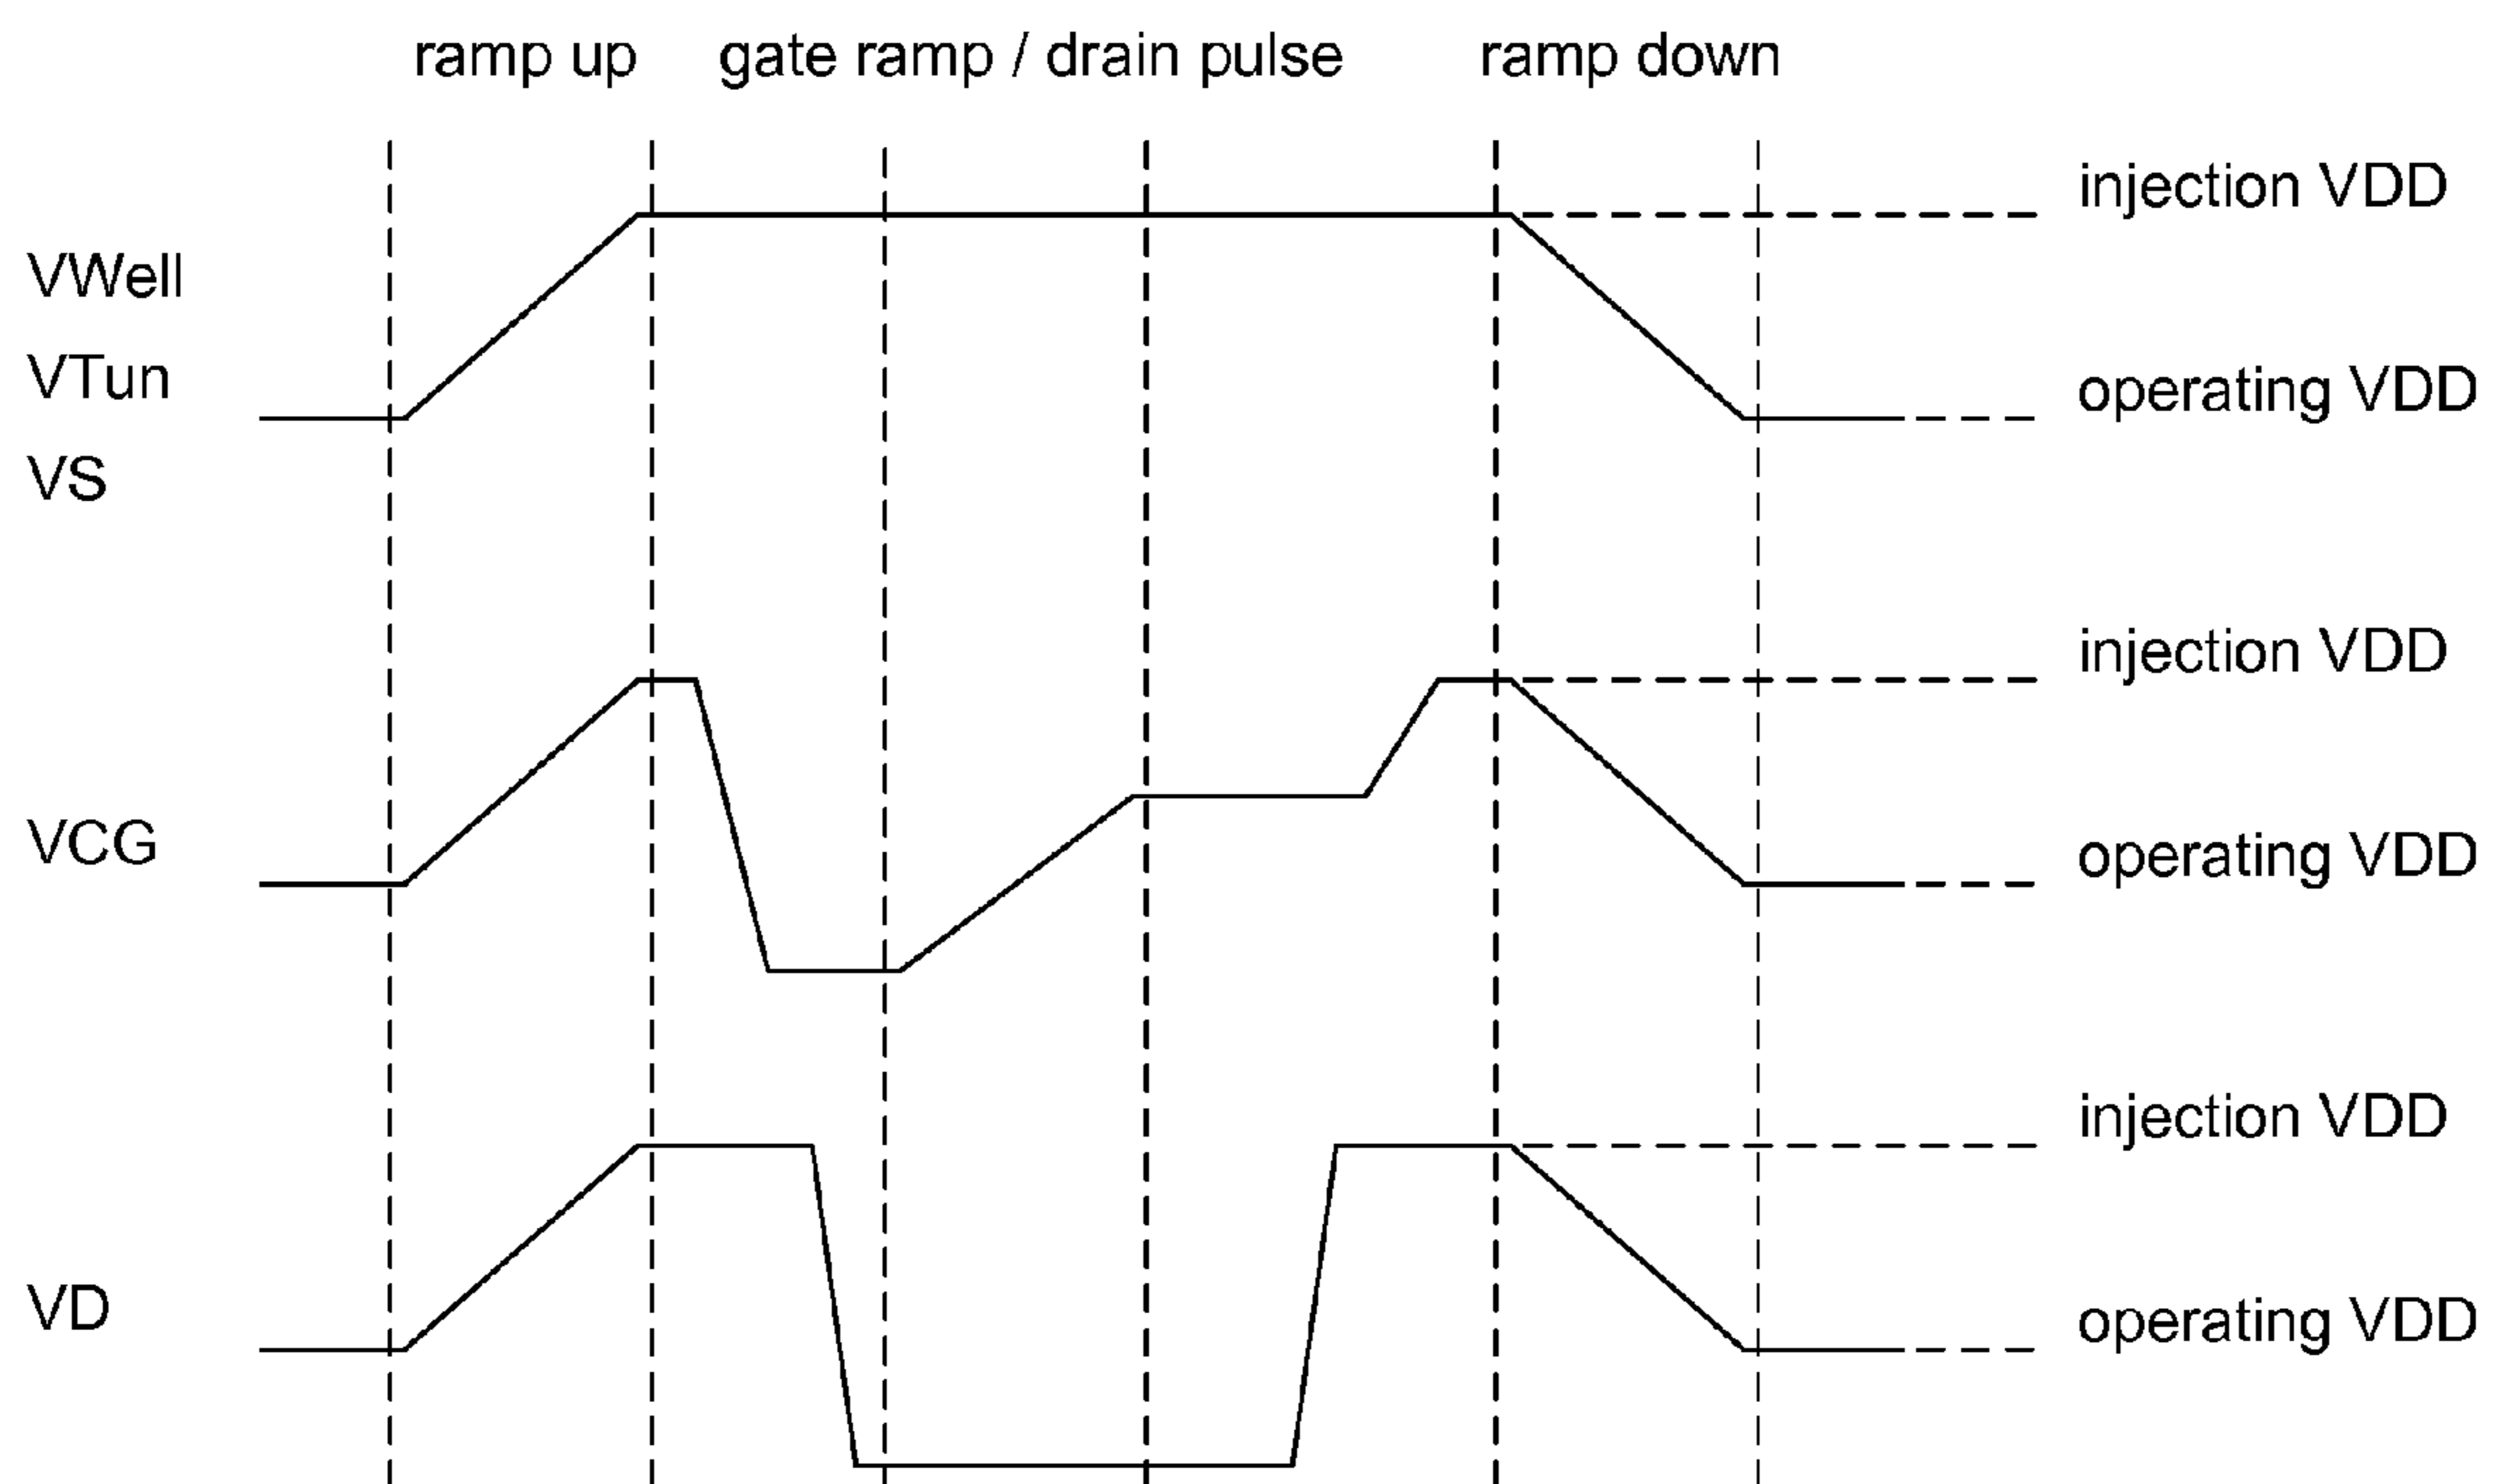 ramp up gate ramp / drain pulse ramp down
injection VDD
VWell
VTun
operating VDD
VS
injection VDD
VCG
operating VDD
injection VDD
VD
operating VDD